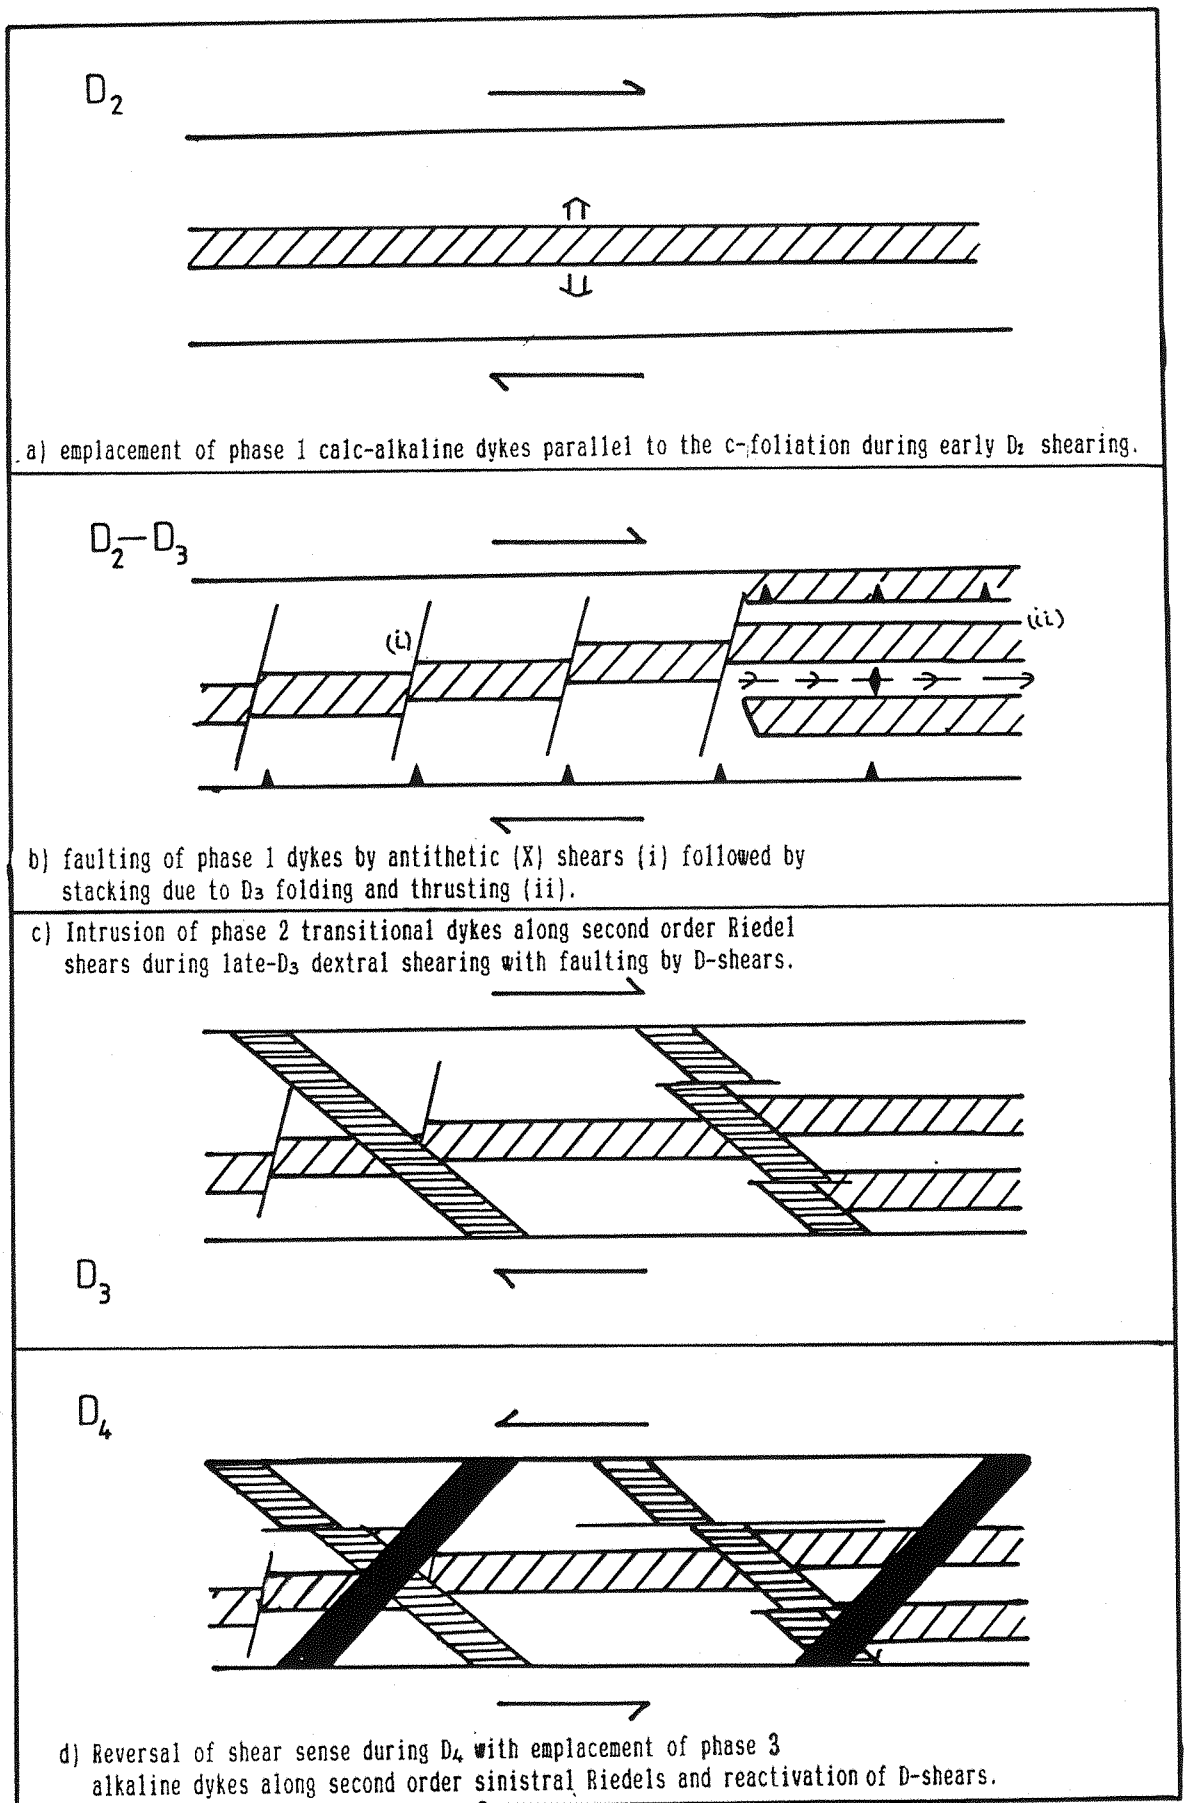 D₂
a) emplacement of phase 1 calc-alkaline dykes parallel to the c-foliation during early D₂ shearing.
D₂—D₃
(i)
(ii)
b) faulting of phase 1 dykes by antithetic (X) shears (i) followed by
stacking due to D₃ folding and thrusting (ii).
c) Intrusion of phase 2 transitional dykes along second order Riedel
shears during late-D₃ dextral shearing with faulting by D-shears.
D₃
D₄
d) Reversal of shear sense during D₄ with emplacement of phase 3
alkaline dykes along second order sinistral Riedels and reactivation of D-shears.